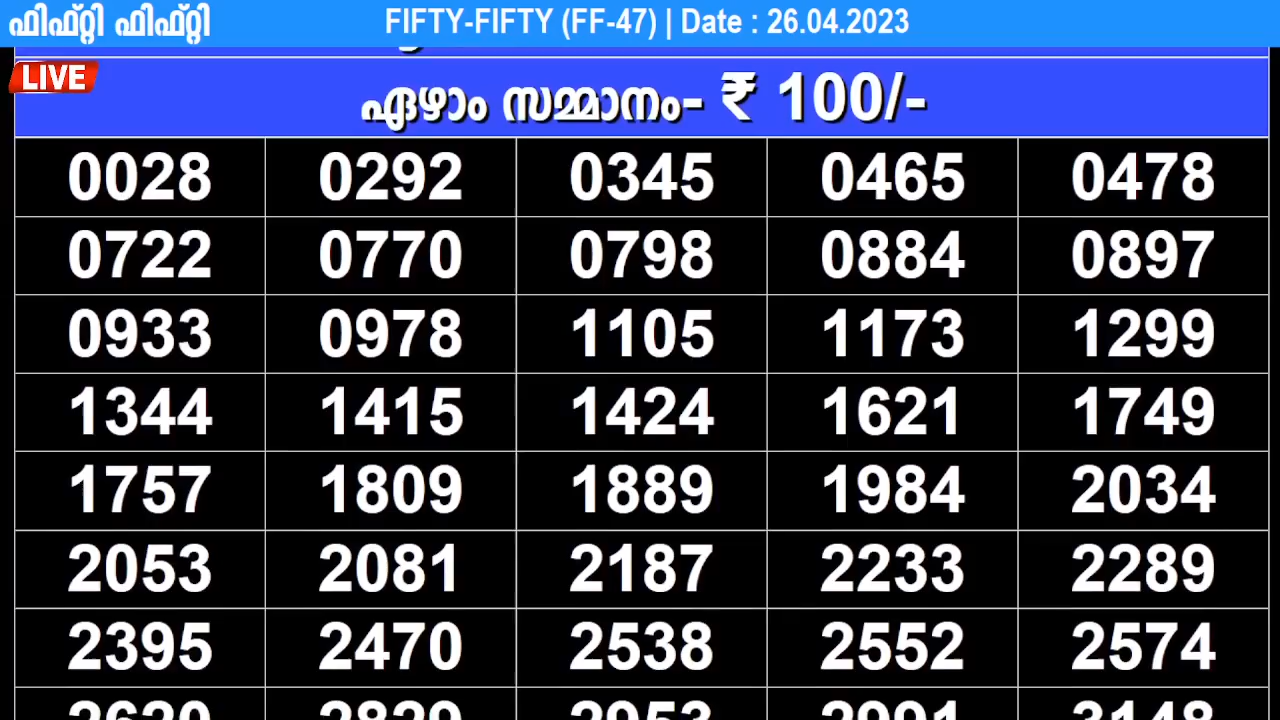 ഫിഫ്റ്റി ഫിഫ്റ്റി FIFTY-FIFTY (FF-47) | Date : 26.04.2023
LIVE
ഏഴാം സമ്മാനം- ₹ 100/-
0028 0292 0345 0465 0478
0722 0770 0798 0884 0897
0933 0978 1105 1173 1299
1344 1415 1424 1621 1749
1757 1809 1889 1984 2034
2053 2081 2187 2233 2289
2395 2470 2538 2552 2574